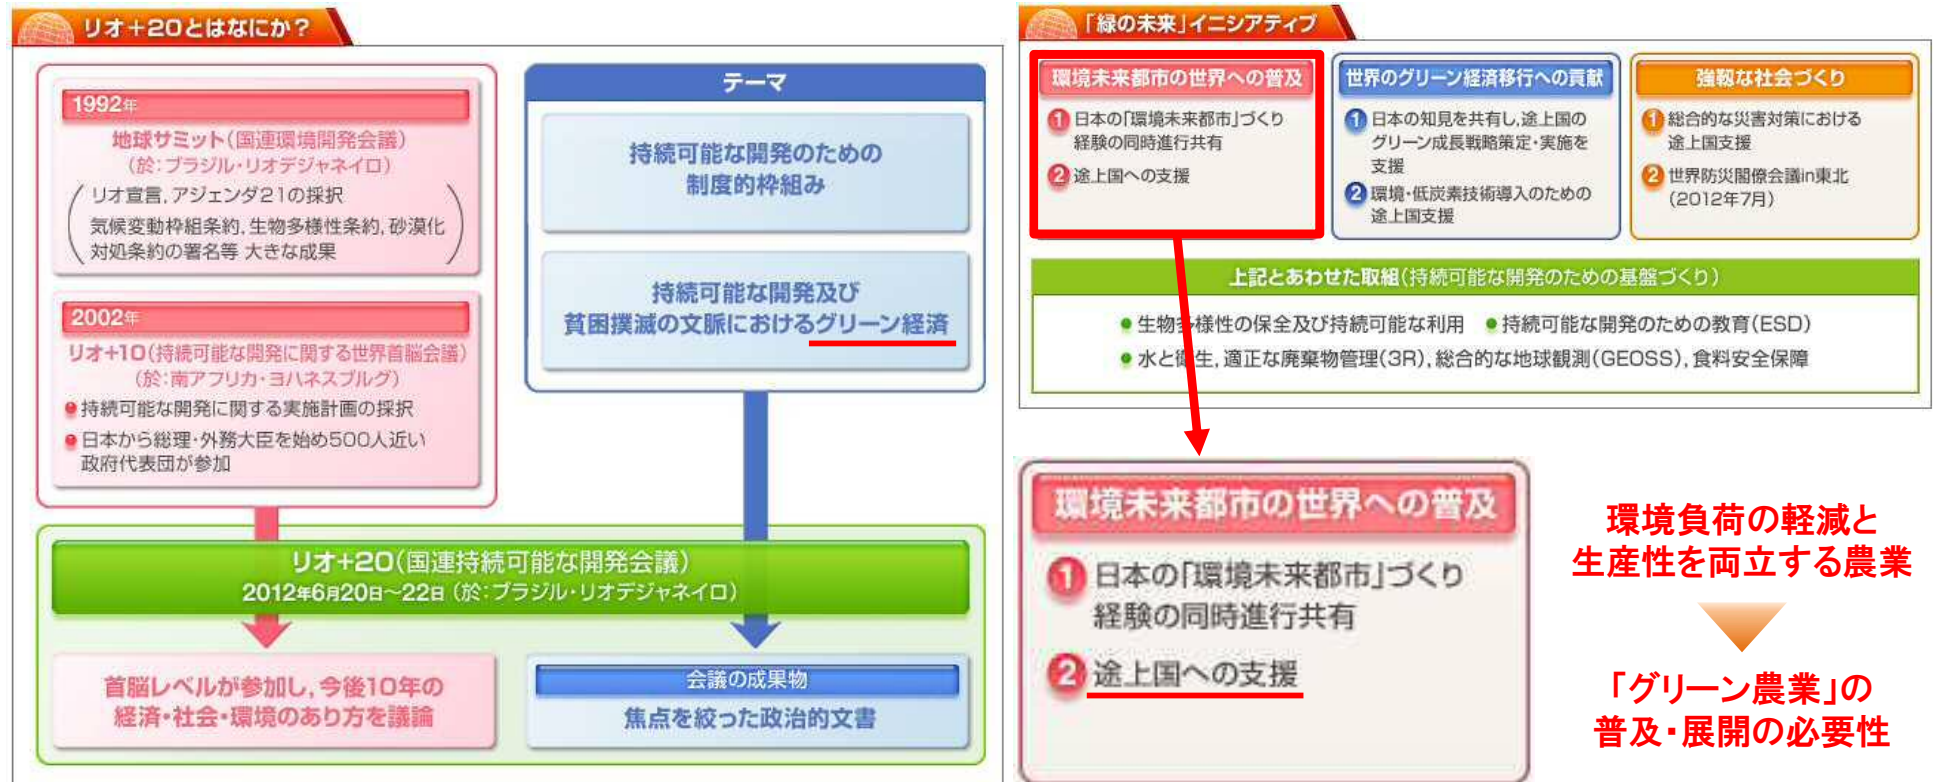 リオ+20とはなにか？
1992年
地球サミット(国連環境開発会議)
(於：ブラジル・リオデジャネイロ)
リオ宣言,アジェンダ21の採択
気候変動枠組条約,生物多様性条約,砂漠化
対処条約の署名等 大きな成果
2002年
リオ+10(持続可能な開発に関する世界首脳会議)
(於：南アフリカ・ヨハネスブルグ)
●持続可能な開発に関する実施計画の採択
●日本から総理・外務大臣を始め500人近い
政府代表団が参加
テーマ
持続可能な開発のための
制度的枠組み
持続可能な開発及び
貧困撲滅の文脈におけるグリーン経済
リオ+20(国連持続可能な開発会議)
2012年6月20日～22日(於：ブラジル・リオデジャネイロ)
首脳レベルが参加し,今後10年の
経済・社会・環境のあり方を議論
会議の成果物
焦点を絞った政治的文書
「緑の未来」イニシアティブ
環境未来都市の世界への普及
1 日本の「環境未来都市」づくり
経験の同時進行共有
2 途上国への支援
世界のグリーン経済移行への貢献
1 日本の知見を共有し,途上国の
グリーン成長戦略策定・実施を
支援
2 環境・低炭素技術導入のための
途上国支援
強靱な社会づくり
1 総合的な災害対策における
途上国支援
2 世界防災閣僚会議in東北
(2012年7月)
上記とあわせた取組(持続可能な開発のための基盤づくり)
●生物多様性の保全及び持続可能な利用 ●持続可能な開発のための教育(ESD)
●水と衛生,適正な廃棄物管理(3R),総合的な地球観測(GEOSS),食料安全保障
環境未来都市の世界への普及
1 日本の「環境未来都市」づくり
経験の同時進行共有
2 途上国への支援
環境負荷の軽減と
生産性を両立する農業
「グリーン農業」の
普及・展開の必要性